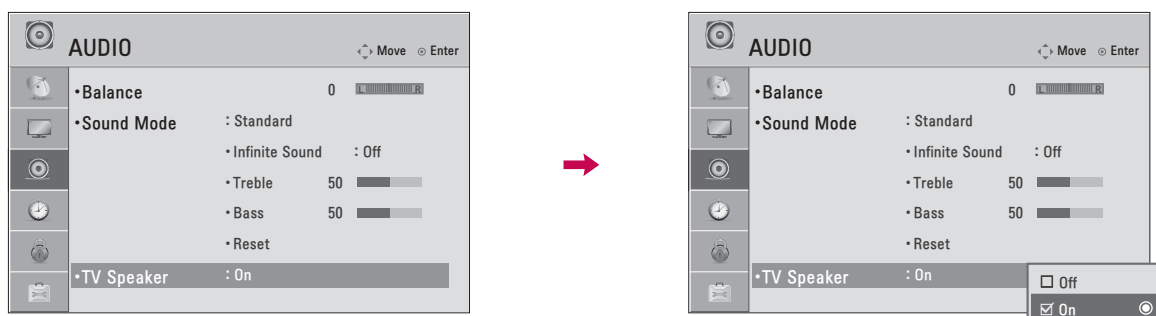 AUDIO Move Enter
•Balance 0 L R
•Sound Mode : Standard
•Infinite Sound : Off
•Treble 50
•Bass 50
•Reset
•TV Speaker : On
AUDIO Move Enter
•Balance 0 L R
•Sound Mode : Standard
•Infinite Sound : Off
•Treble 50
•Bass 50
•Reset
•TV Speaker : On
Off
On